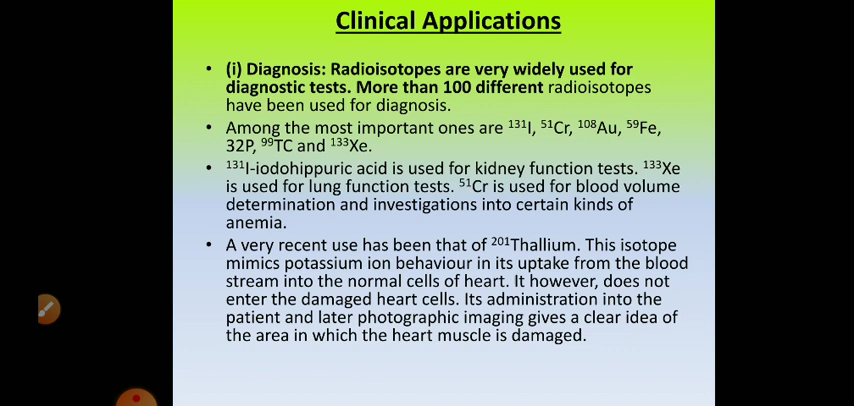 Clinical Applications
• (i) Diagnosis: Radioisotopes are very widely used for
diagnostic tests. More than 100 different radioisotopes
have been used for diagnosis.
• Among the most important ones are ¹³¹I, ⁵¹Cr, ¹⁰⁸Au, ⁵⁹Fe,
32P, ⁹⁹TC and ¹³³Xe.
• ¹³¹I-iodohippuric acid is used for kidney function tests. ¹³³Xe
is used for lung function tests. ⁵¹Cr is used for blood volume
determination and investigations into certain kinds of
anemia.
• A very recent use has been that of ²⁰¹Thallium. This isotope
mimics potassium ion behaviour in its uptake from the blood
stream into the normal cells of heart. It however, does not
enter the damaged heart cells. Its administration into the
patient and later photographic imaging gives a clear idea of
the area in which the heart muscle is damaged.